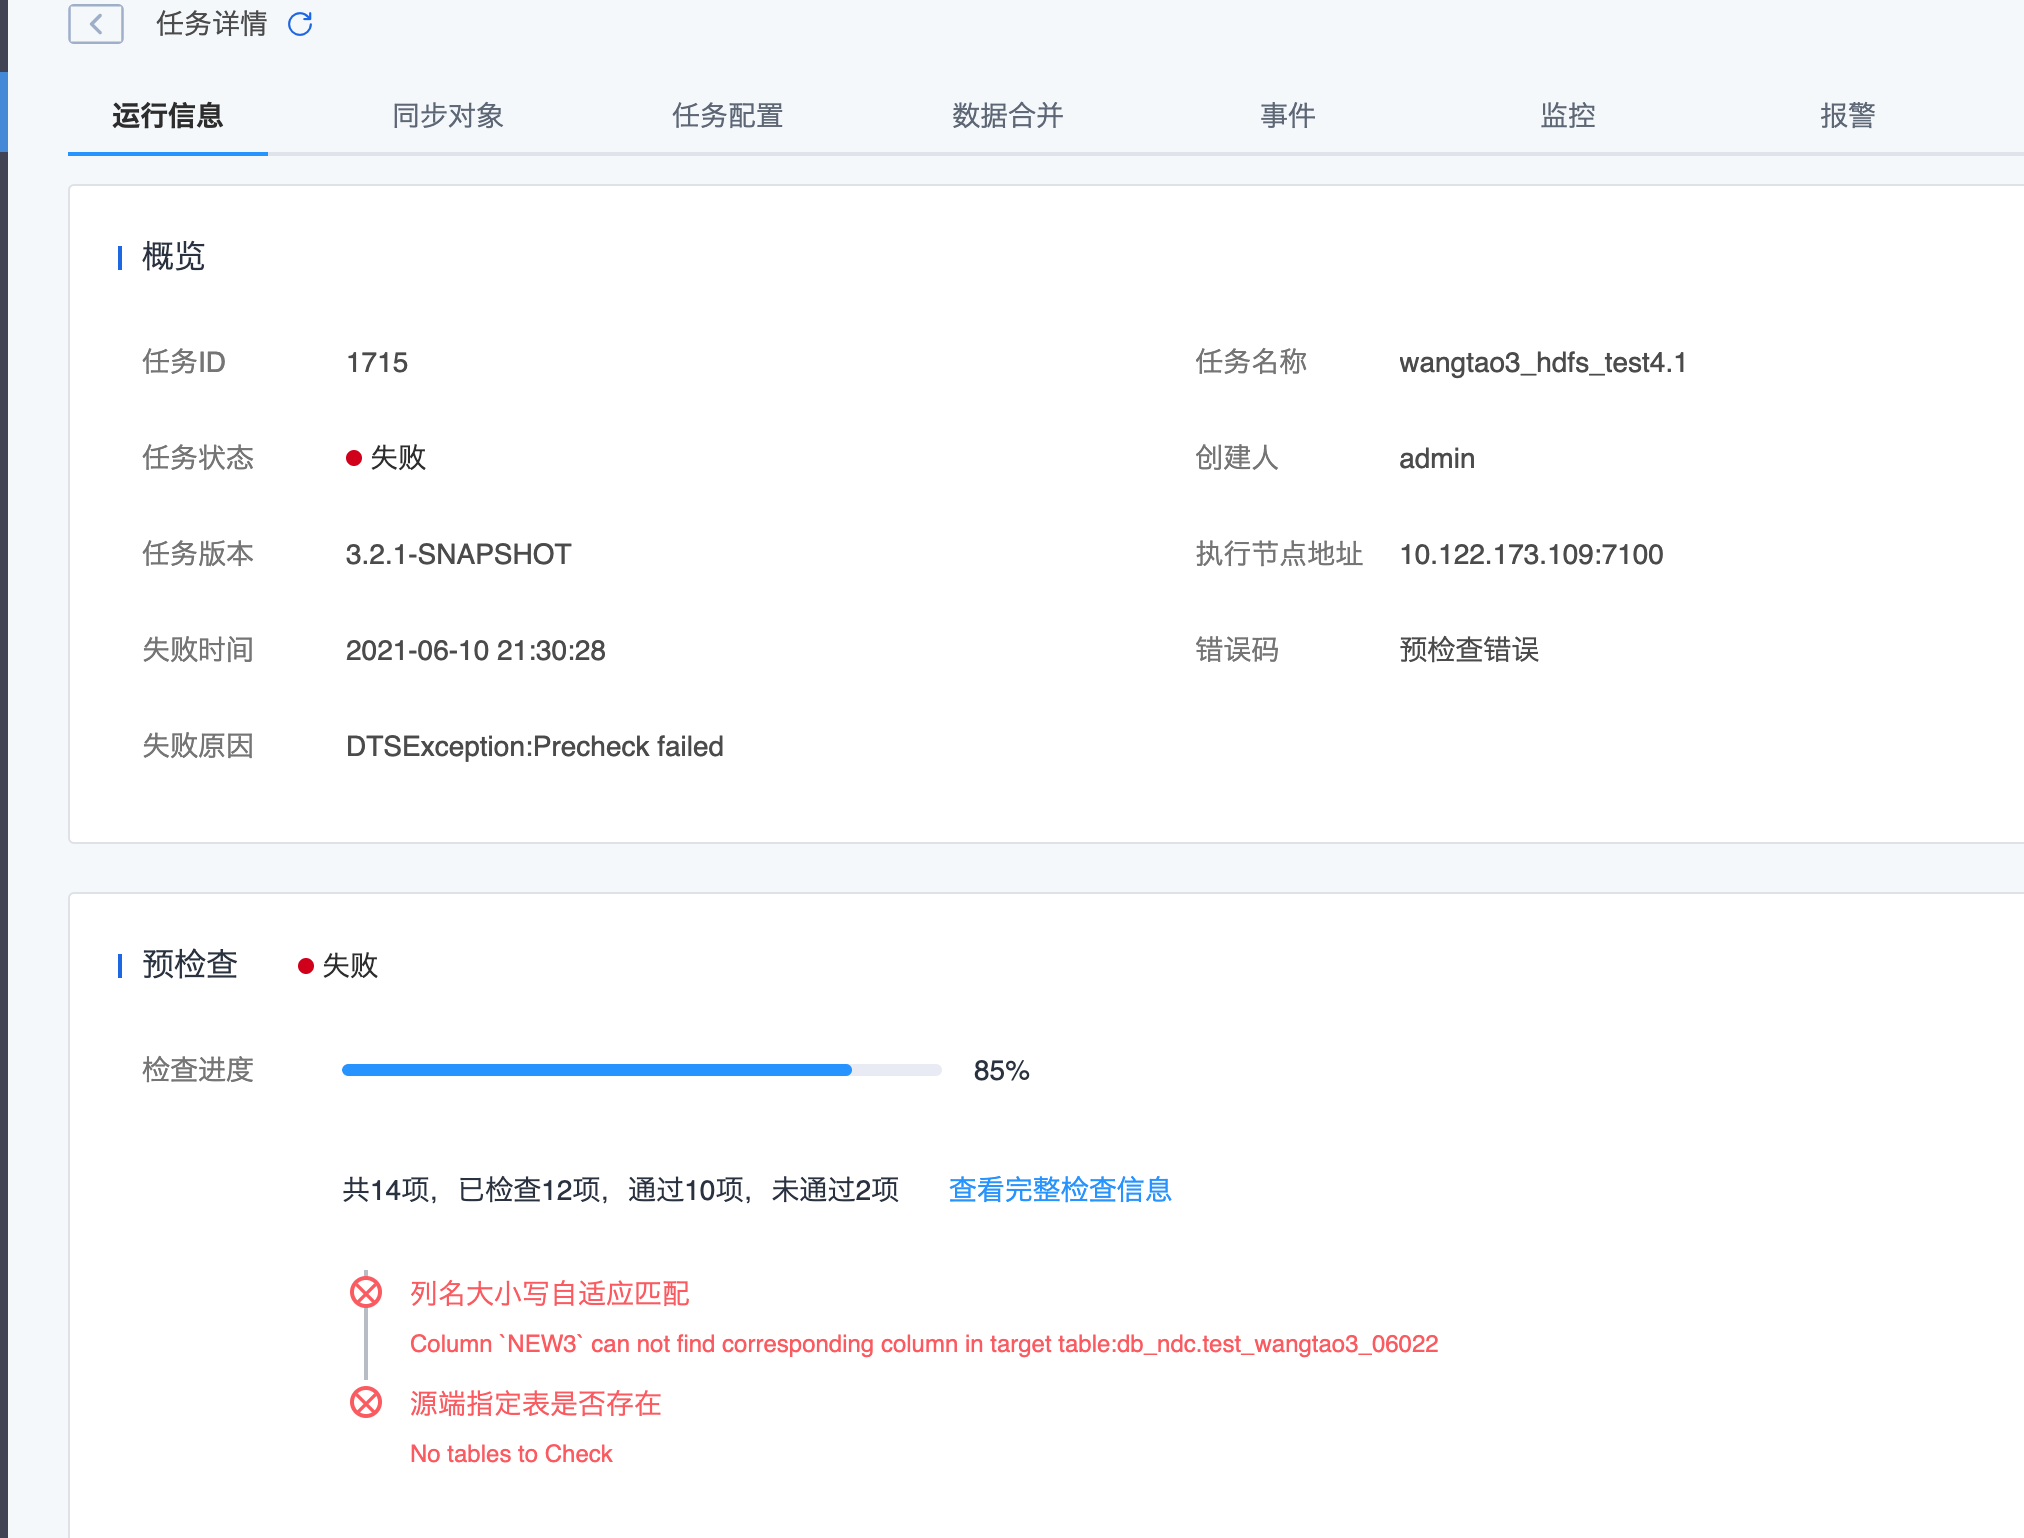 任务详情
运行信息 同步对象 任务配置 数据合并 事件 监控 报警
概览
任务ID 1715 任务名称 wangtao3_hdfs_test4.1
任务状态 失败 创建人 admin
任务版本 3.2.1-SNAPSHOT 执行节点地址 10.122.173.109:7100
失败时间 2021-06-10 21:30:28 错误码 预检查错误
失败原因 DTSException:Precheck failed
预检查 失败
检查进度 85%
共14项，已检查12项，通过10项，未通过2项 查看完整检查信息
列名大小写自适应匹配
Column `NEW3` can not find corresponding column in target table:db_ndc.test_wangtao3_06022
源端指定表是否存在
No tables to Check